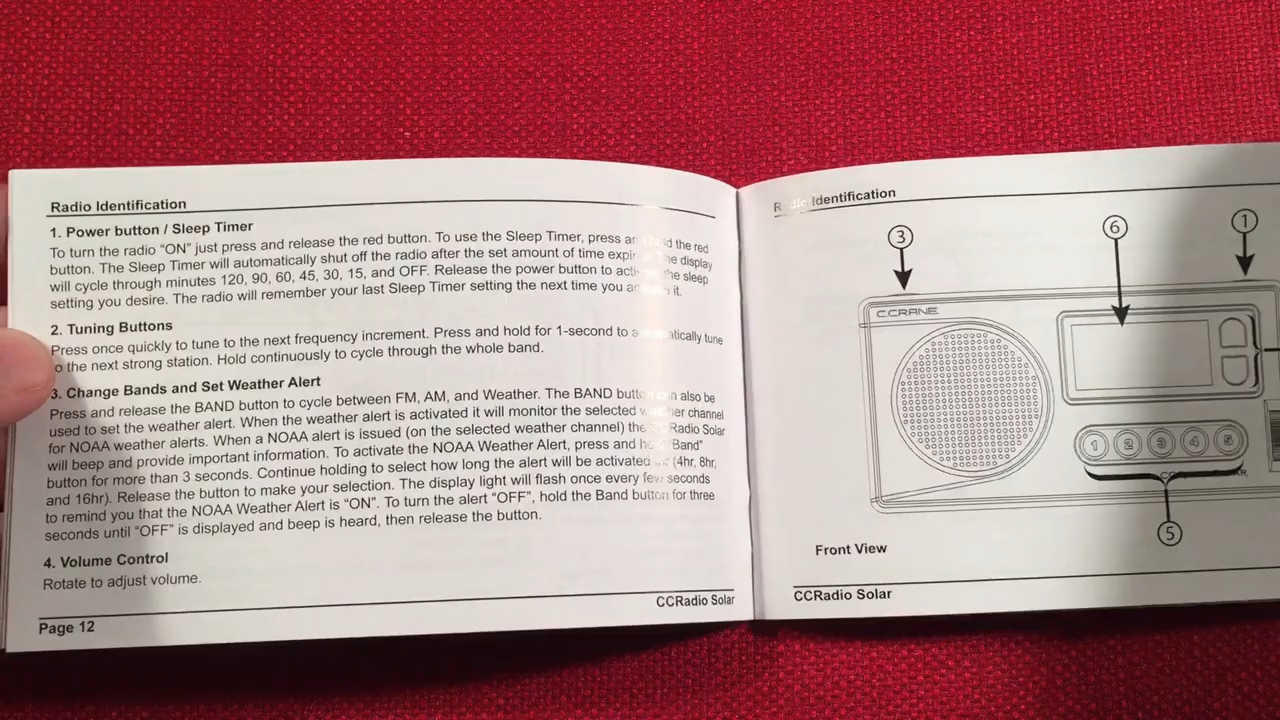 Radio Identification
1. Power button / Sleep Timer
To turn the radio “ON” just press and release the red button. To use the Sleep Timer, press and hold the red
button. The Sleep Timer will automatically shut off the radio after the set amount of time The display
will cycle through minutes 120, 90, 60, 45, 30, 15, and OFF. Release the power button to the sleep
setting you desire. The radio will remember your last Sleep Timer setting the next time you it.
2. Tuning Buttons
Press once quickly to tune to the next frequency increment. Press and hold for 1-second to automatically tune
to the next strong station. Hold continuously to cycle through the whole band.
3. Change Bands and Set Weather Alert
Press and release the BAND button to cycle between FM, AM, and Weather. The BAND button can also be
used to set the weather alert. When the weather alert is activated it will monitor the selected weather channel
for NOAA weather alerts. When a NOAA alert is issued (on the selected weather channel) the CCRadio Solar
will beep and provide important information. To activate the NOAA Weather Alert, press and hold “Band”
button for more than 3 seconds. Continue holding to select how long the alert will be activated (4hr, 8hr,
and 16hr). Release the button to make your selection. The display light will flash once every few seconds
to remind you that the NOAA Weather Alert is “ON”. To turn the alert “OFF”, hold the Band button for three
seconds until “OFF” is displayed and beep is heard, then release the button.
4. Volume Control
Rotate to adjust volume.
CCRadio Solar
Page 12
Radio Identification
3
6
1
C.CRANE
1 2 3 4 5
5
Front View
CCRadio Solar